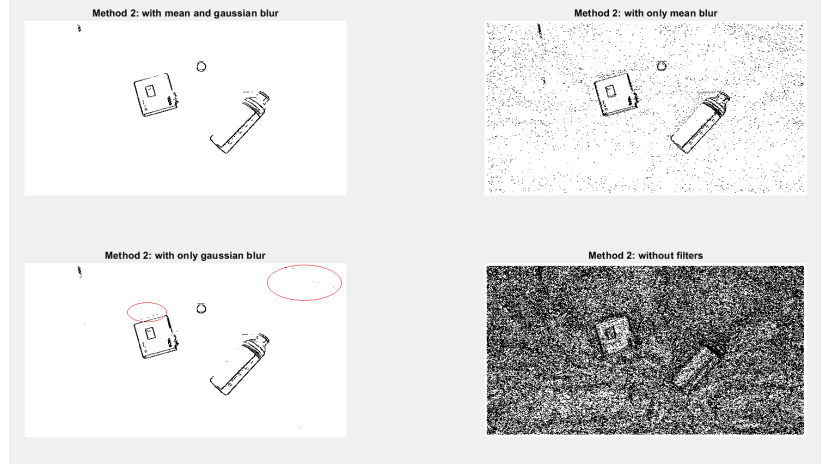 Method 2: with mean and gaussian blur
Method 2: with only mean blur
Method 2: with only gaussian blur
Method 2: without filters